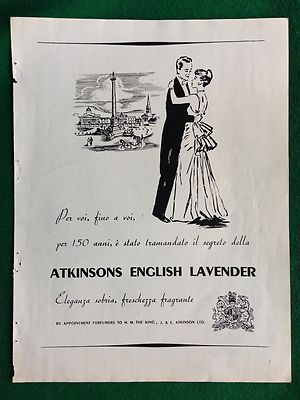 Per voi, fino a voi,
per 150 anni, è stato tramandato il segreto della
ATKINSONS ENGLISH LAVENDER
Eleganza sobria, freschezza fragrante
BY APPOINTMENT PERFUMERS TO H. M. THE KING, J. & E. ATKINSON LTD.